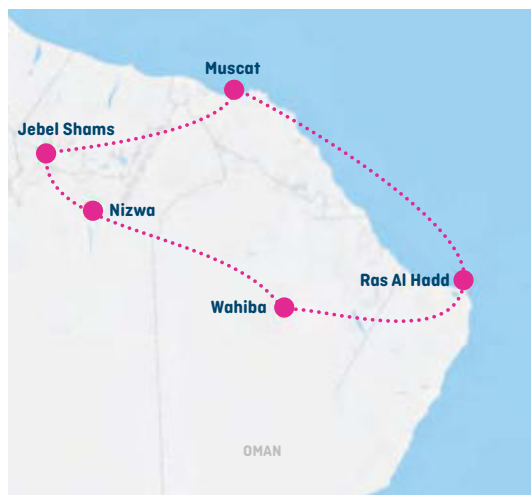 Muscat
Jebel Shams
Nizwa
Ras Al Hadd
Wahiba
OMAN